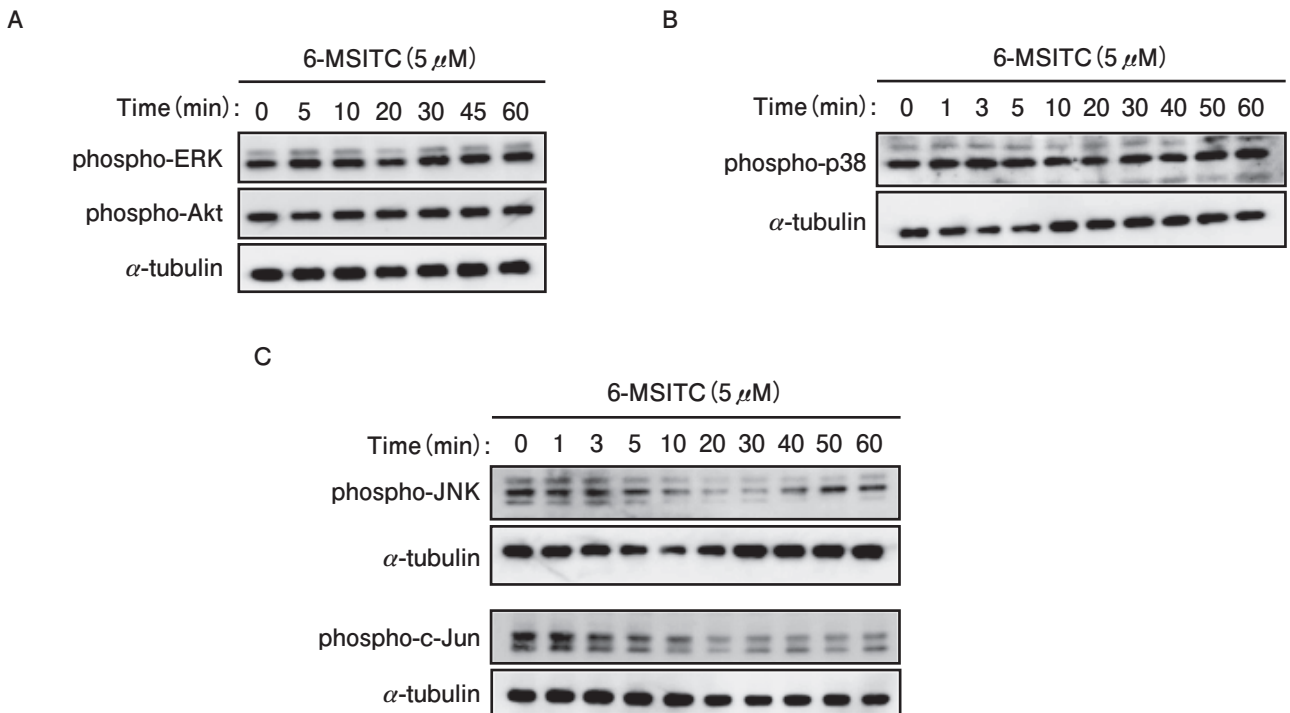 A
6-MSITC (5 μM)
Time (min) : 0 5 10 20 30 45 60
phospho-ERK
phospho-Akt
α-tubulin
B
6-MSITC (5 μM)
Time (min) : 0 1 3 5 10 20 30 40 50 60
phospho-p38
α-tubulin
C
6-MSITC (5 μM)
Time (min) : 0 1 3 5 10 20 30 40 50 60
phospho-JNK
α-tubulin
phospho-c-Jun
α-tubulin